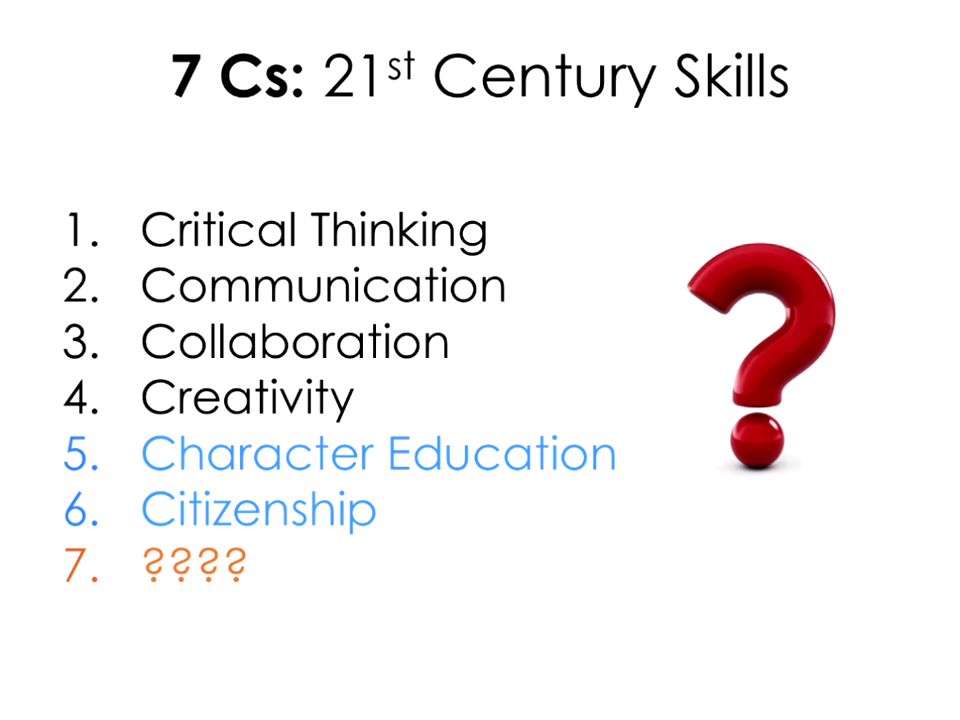 7 Cs: 21st Century Skills
1. Critical Thinking
2. Communication
3. Collaboration
4. Creativity
5. Character Education
6. Citizenship
7. ????